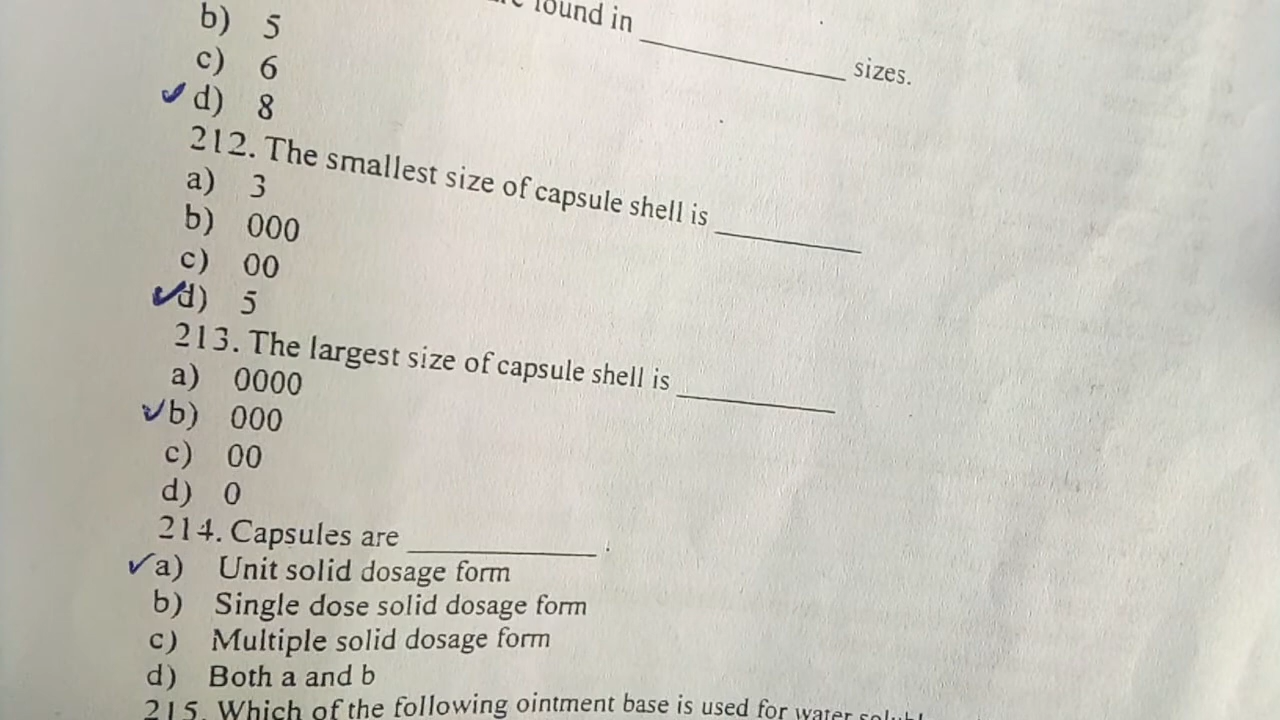 found in ____________ sizes.
b) 5
c) 6
d) 8
212. The smallest size of capsule shell is ____________
a) 3
b) 000
c) 00
d) 5
213. The largest size of capsule shell is ____________
a) 0000
b) 000
c) 00
d) 0
214. Capsules are ____________.
a) Unit solid dosage form
b) Single dose solid dosage form
c) Multiple solid dosage form
d) Both a and b
215. Which of the following ointment base is used for water